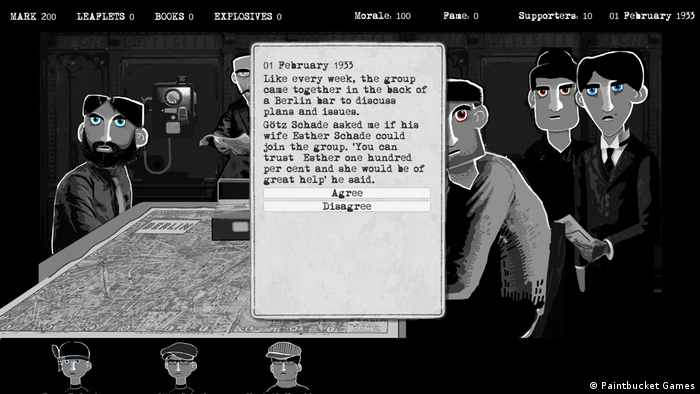 MARK 200 LEAFLETS 0 BOOKS 0 EXPLOSIVES 0 Morale: 100 Fame: 0 Supporters: 10 01 February 1933
01 February 1933
Like every week, the group
came together in the back of
a Berlin bar to discuss
plans and issues.
Götz Schade asked me if his
wife Esther Schade could
join the group. 'You can
trust Esther one hundred
per cent and she would be of
great help' he said.
Agree
Disagree
BERLIN
© Paintbucket Games